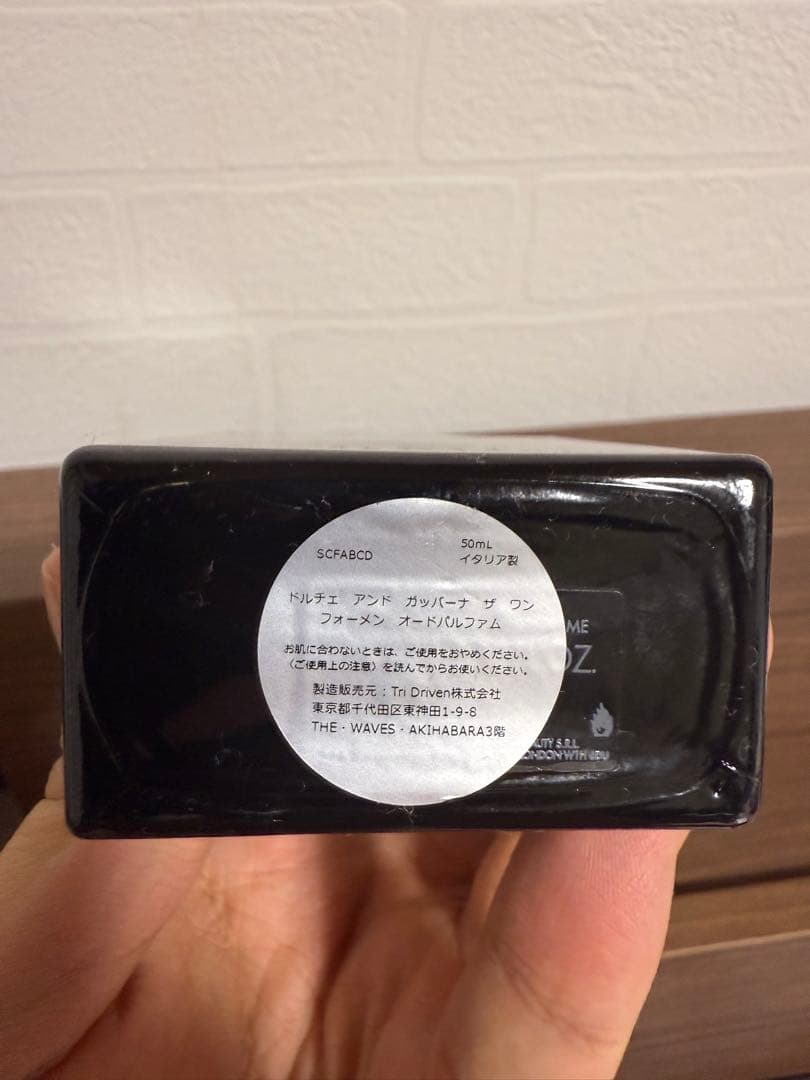 SCFABCD 50mL
イタリア製
ドルチェ アンド ガッバーナ ザ ワン
フォーメン オードパルファム
お肌に合わないときは、ご使用をおやめください。
〈ご使用上の注意〉を読んでからお使いください。
製造販売元：Tri Driven株式会社
東京都千代田区東神田1-9-8
THE・WAVES・AKIHABARA3階
ME
OZ.
AUTY S.R.L.
LONDON W1H